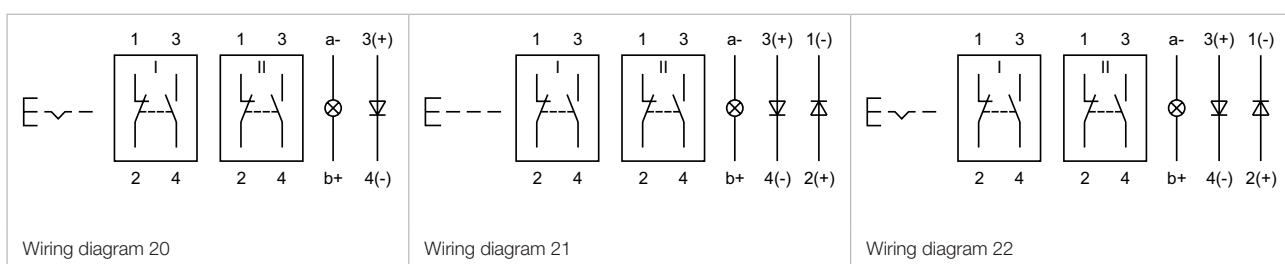 1 3 1 3 a- 3(+)
I II
2 4 2 4 b+ 4(-)
Wiring diagram 20
1 3 1 3 a- 3(+) 1(-)
I II
2 4 2 4 b+ 4(-) 2(+)
Wiring diagram 21
1 3 1 3 a- 3(+) 1(-)
I II
2 4 2 4 b+ 4(-) 2(+)
Wiring diagram 22